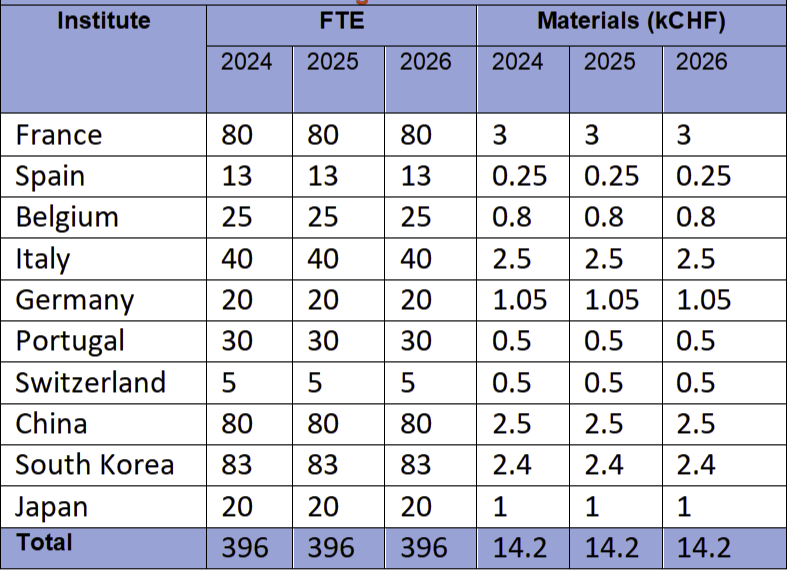 Institute FTE Materials (kCHF)
2024 2025 2026 2024 2025 2026
France 80 80 80 3 3 3
Spain 13 13 13 0.25 0.25 0.25
Belgium 25 25 25 0.8 0.8 0.8
Italy 40 40 40 2.5 2.5 2.5
Germany 20 20 20 1.05 1.05 1.05
Portugal 30 30 30 0.5 0.5 0.5
Switzerland 5 5 5 0.5 0.5 0.5
China 80 80 80 2.5 2.5 2.5
South Korea 83 83 83 2.4 2.4 2.4
Japan 20 20 20 1 1 1
Total 396 396 396 14.2 14.2 14.2